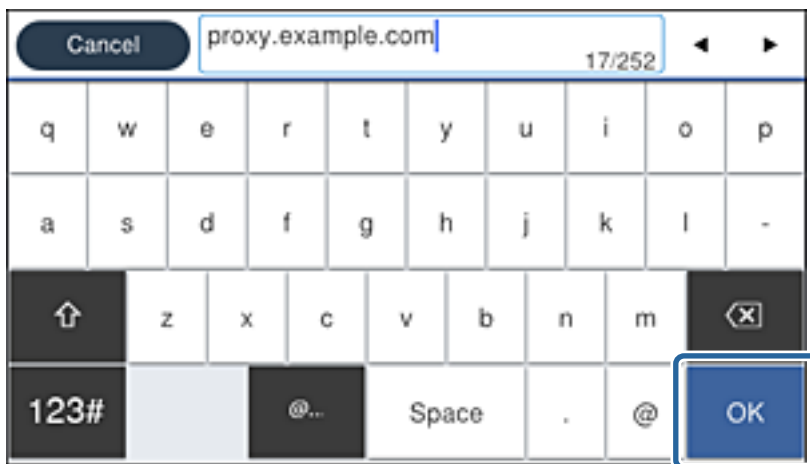 Cancel proxy.example.com
17/252
q w e r t y u i o p
a s d f g h j k l -
z x c v b n m
123# @... Space . @ OK